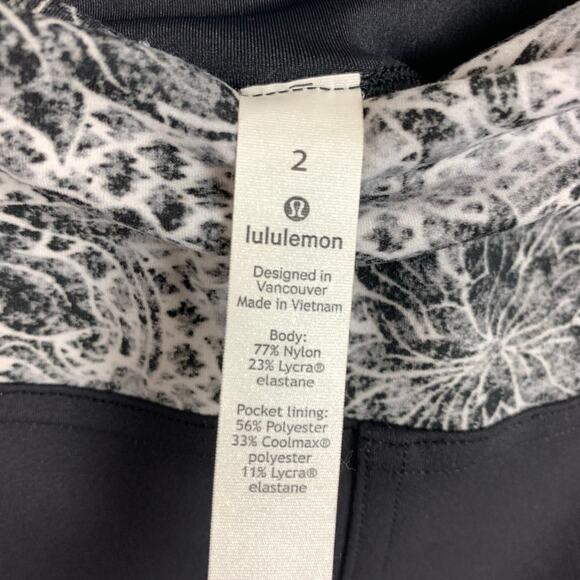 2
lululemon
Designed in
Vancouver
Made in Vietnam
Body:
77% Nylon
23% Lycra®
elastane
Pocket lining:
56% Polyester
33% Coolmax®
polyester
11% Lycra®
elastane